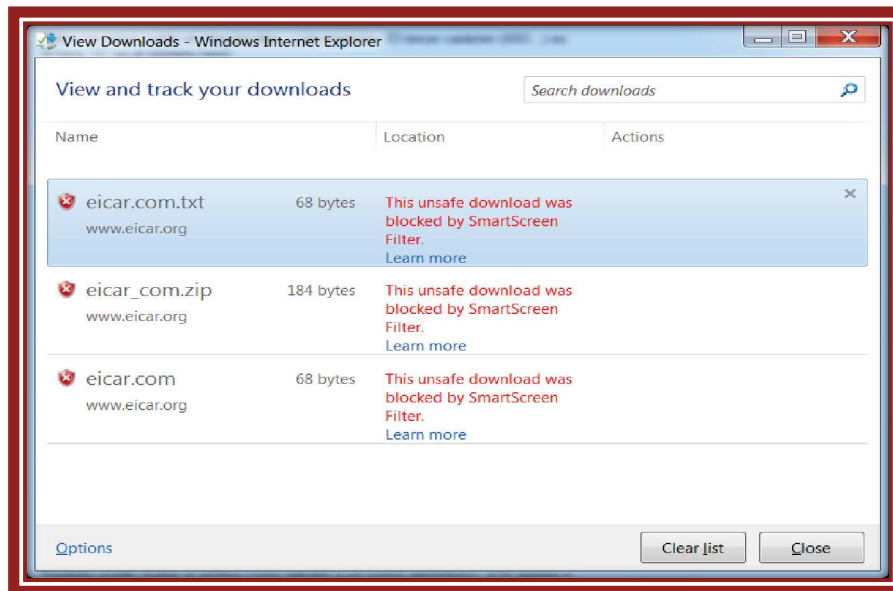 View Downloads - Windows Internet Explorer
View and track your downloads
Search downloads
Name Location Actions
eicar.com.txt 68 bytes
www.eicar.org
This unsafe download was
blocked by SmartScreen
Filter.
Learn more
eicar_com.zip 184 bytes
www.eicar.org
This unsafe download was
blocked by SmartScreen
Filter.
Learn more
eicar.com 68 bytes
www.eicar.org
This unsafe download was
blocked by SmartScreen
Filter.
Learn more
Options
Clear list
Close